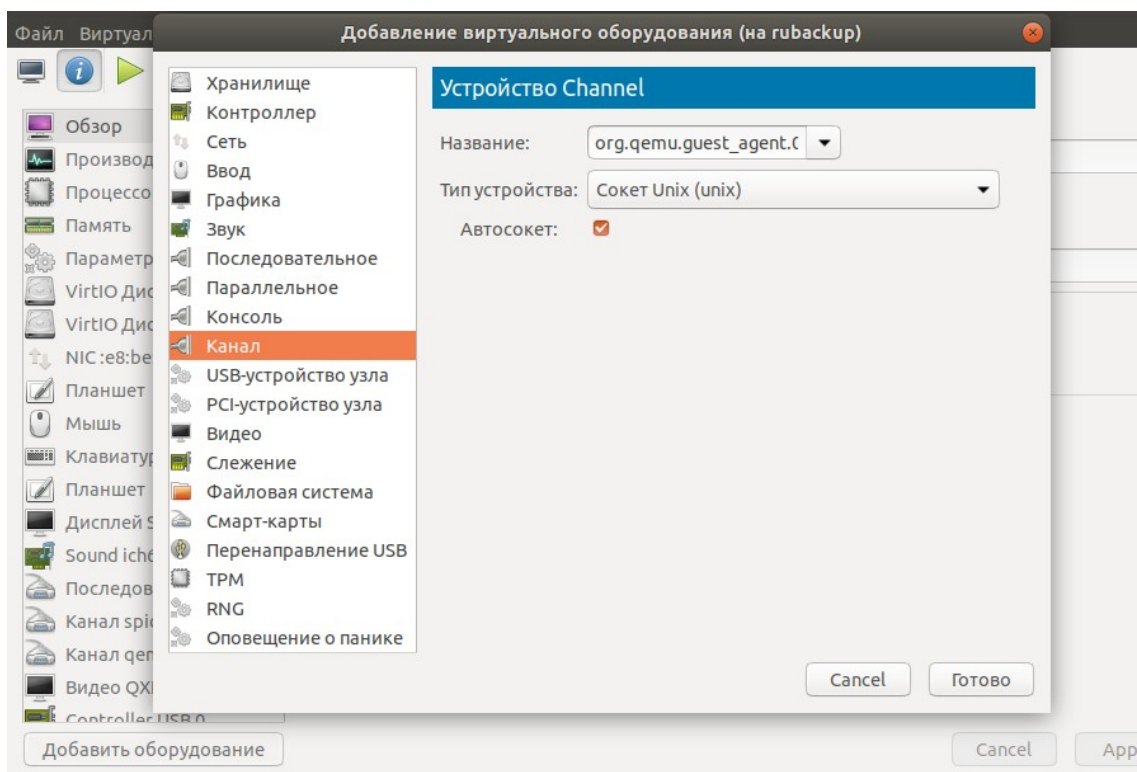 Файл Виртуал
Добавление виртуального оборудования (на rubackup)
Обзор
Производ
Процессо
Память
Параметр
VirtIO Дис
VirtIO Дис
NIC :e8:be
Планшет
Мышь
Клавиатур
Планшет
Дисплей S
Sound ich6
Последов
Канал spic
Канал qem
Видео QXL
Controller USB 0
Добавить оборудование
Хранилище
Контроллер
Сеть
Ввод
Графика
Звук
Последовательное
Параллельное
Консоль
Канал
USB-устройство узла
PCI-устройство узла
Видео
Слежение
Файловая система
Смарт-карты
Перенаправление USB
TPM
RNG
Оповещение о панике
Устройство Channel
Название: org.qemu.guest_agent.0
Тип устройства: Сокет Unix (unix)
Автосокет:
Cancel Готово
Cancel App